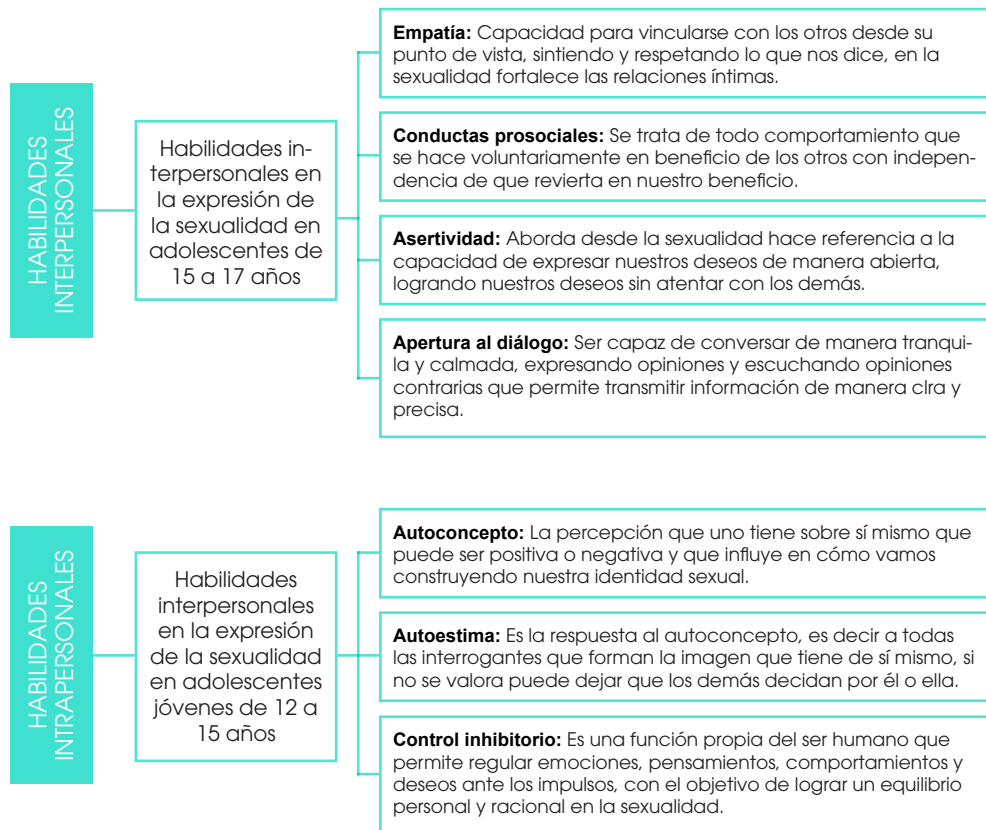 HABILIDADES
INTERPERSONALES
Habilidades in-
terpersonales en
la expresión de
la sexualidad en
adolescentes de
15 a 17 años
Empatía: Capacidad para vincularse con los otros desde su
punto de vista, sintiendo y respetando lo que nos dice, en la
sexualidad fortalece las relaciones íntimas.
Conductas prosociales: Se trata de todo comportamiento que
se hace voluntariamente en beneficio de los otros con indepen-
dencia de que revierta en nuestro beneficio.
Asertividad: Aborda desde la sexualidad hace referencia a la
capacidad de expresar nuestros deseos de manera abierta,
logrando nuestros deseos sin atentar con los demás.
Apertura al diálogo: Ser capaz de conversar de manera tranqui-
la y calmada, expresando opiniones y escuchando opiniones
contrarias que permite transmitir información de manera clra y
precisa.
HABILIDADES
INTRAPERSONALES
Habilidades
interpersonales
en la expresión
de la sexualidad
en adolescentes
jóvenes de 12 a
15 años
Autoconcepto: La percepción que uno tiene sobre sí mismo que
puede ser positiva o negativa y que influye en cómo vamos
construyendo nuestra identidad sexual.
Autoestima: Es la respuesta al autoconcepto, es decir a todas
las interrogantes que forman la imagen que tiene de sí mismo, si
no se valora puede dejar que los demás decidan por él o ella.
Control inhibitorio: Es una función propia del ser humano que
permite regular emociones, pensamientos, comportamientos y
deseos ante los impulsos, con el objetivo de lograr un equilibrio
personal y racional en la sexualidad.